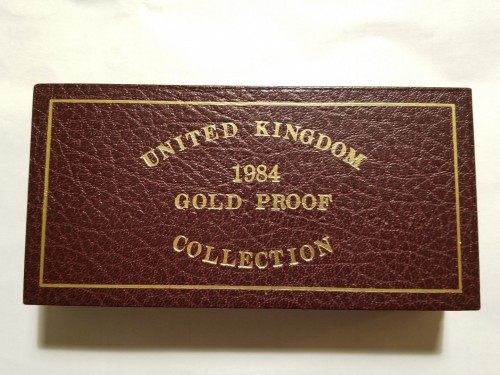 UNITED KINGDOM
1984
GOLD PROOF
COLLECTION